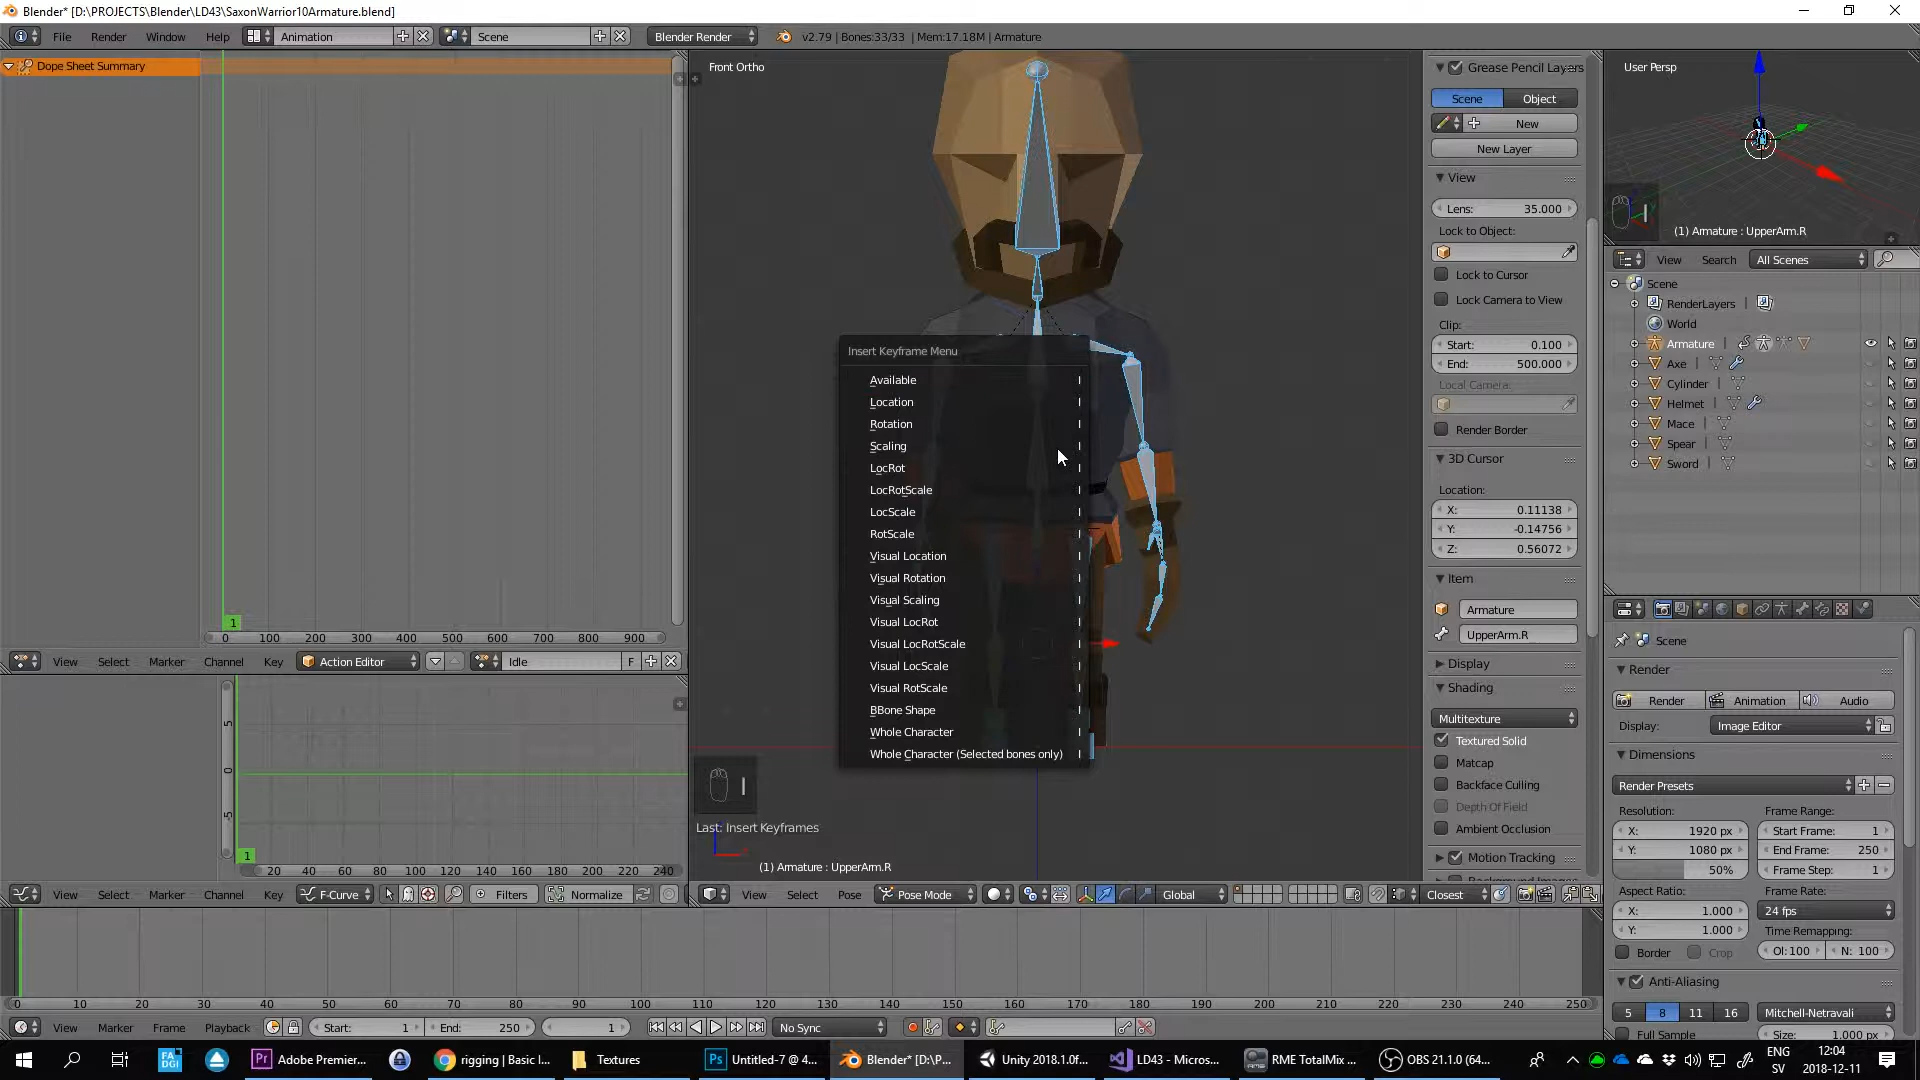 Blender* [D:\PROJECTS\Blender\LD43\SaxonWarrior10Armature.blend]
File Render Window Help Animation Scene Blender Render v2.79 | Bones:33/33 | Mem:17.18M | Armature
Dope Sheet Summary
1
0 100 200 300 400 500 600 700 800 900
View Select Marker Channel Key Action Editor Idle F
5
0
-5
1
20 40 60 80 100 120 140 160 180 200 220 240
View Select Marker Channel Key F-Curve Filters Normalize
Front Ortho
Insert Keyframe Menu
Available I
Location I
Rotation I
Scaling I
LocRot I
LocRotScale I
LocScale I
RotScale I
Visual Location I
Visual Rotation I
Visual Scaling I
Visual LocRot I
Visual LocRotScale I
Visual LocScale I
Visual RotScale I
BBone Shape I
Whole Character I
Whole Character (Selected bones only) I
I
Last: Insert Keyframes
(1) Armature : UpperArm.R
View Select Pose Pose Mode Global Closest
Grease Pencil Layers
Scene Object
New
New Layer
View
Lens: 35.000
Lock to Object:
Lock to Cursor
Lock Camera to View
Clip:
Start: 0.100
End: 500.000
Local Camera:
Render Border
3D Cursor
Location:
X: 0.11138
Y: -0.14756
Z: 0.56072
Item
Armature
UpperArm.R
Display
Shading
Multitexture
Textured Solid
Matcap
Backface Culling
Depth Of Field
Ambient Occlusion
Motion Tracking
User Persp
I
(1) Armature : UpperArm.R
View Search All Scenes
Scene
RenderLayers
World
Armature
Axe
Cylinder
Helmet
Mace
Spear
Sword
Scene
Render
Render Animation Audio
Display: Image Editor
Dimensions
Render Presets
Resolution: Frame Range:
X: 1920 px Start Frame: 1
Y: 1080 px End Frame: 250
50% Frame Step: 1
Aspect Ratio: Frame Rate:
X: 1.000 24 fps
Y: 1.000 Time Remapping:
Border Crop Ol:100 N: 100
Anti-Aliasing
5 8 11 16 Mitchell-Netravali
Full Sample Size: 1.000 px
0 10 20 30 40 50 60 70 80 90 100 110 120 130 140 150 160 170 180 190 200 210 220 230 240 250
View Marker Frame Playback Start: 1 End: 250 1 No Sync
FADGI Adobe Premier... rigging | Basic I... Textures Untitled-7 @ 4... Blender* [D:\P... Unity 2018.1.0f... LD43 - Micros... RME TotalMix ... OBS 21.1.0 (64...
ENG
SV
12:04
2018-12-11